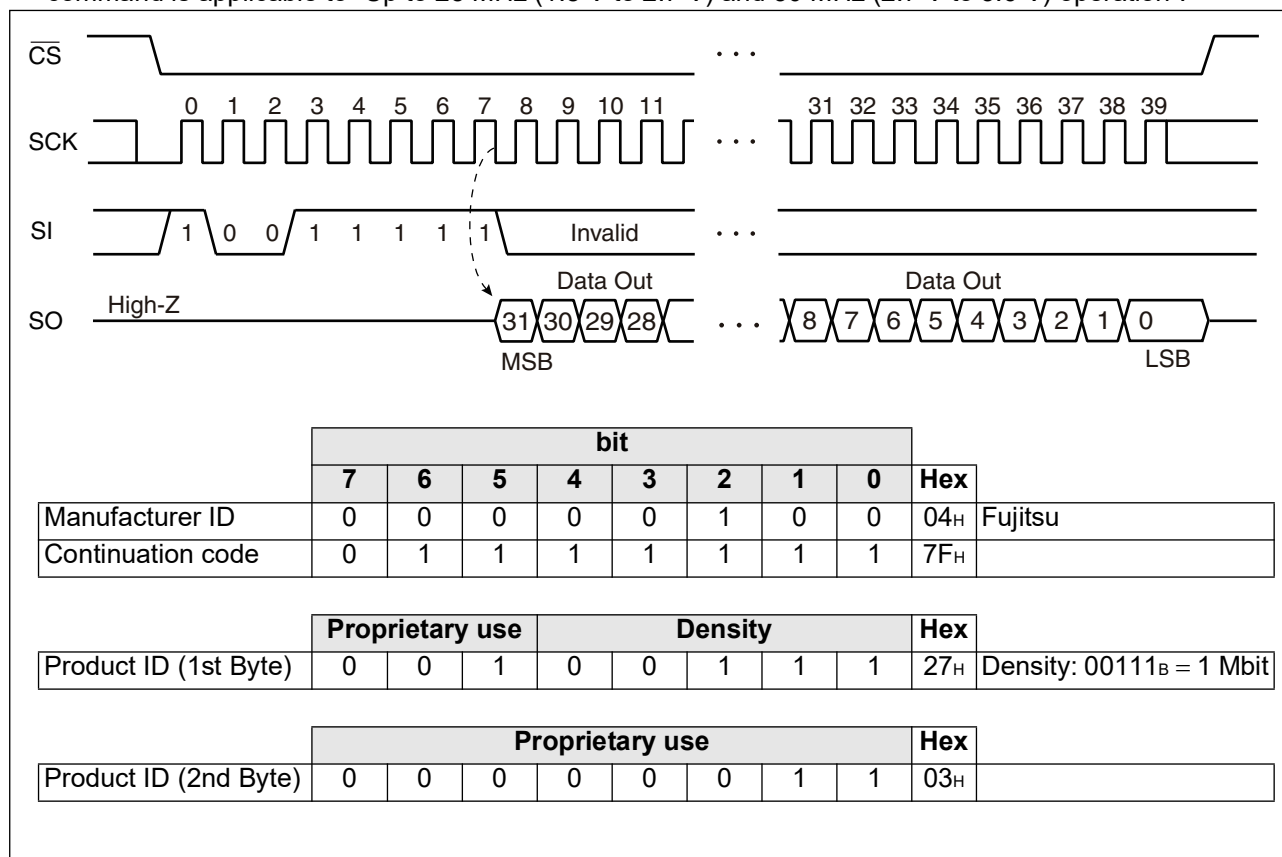 CS
· · ·
0 1 2 3 4 5 6 7 8 9 10 11 31 32 33 34 35 36 37 38 39
SCK · · ·
SI 1 0 0 1 1 1 1 1 Invalid · · ·
Data Out Data Out
High-Z
SO 31 30 29 28 · · · 8 7 6 5 4 3 2 1 0
MSB LSB
bit
7 6 5 4 3 2 1 0 Hex
Manufacturer ID 0 0 0 0 0 1 0 0 04H Fujitsu
Continuation code 0 1 1 1 1 1 1 1 7FH
Proprietary use Density Hex
Product ID (1st Byte) 0 0 1 0 0 1 1 1 27H Density: 00111B = 1 Mbit
Proprietary use Hex
Product ID (2nd Byte) 0 0 0 0 0 0 1 1 03H